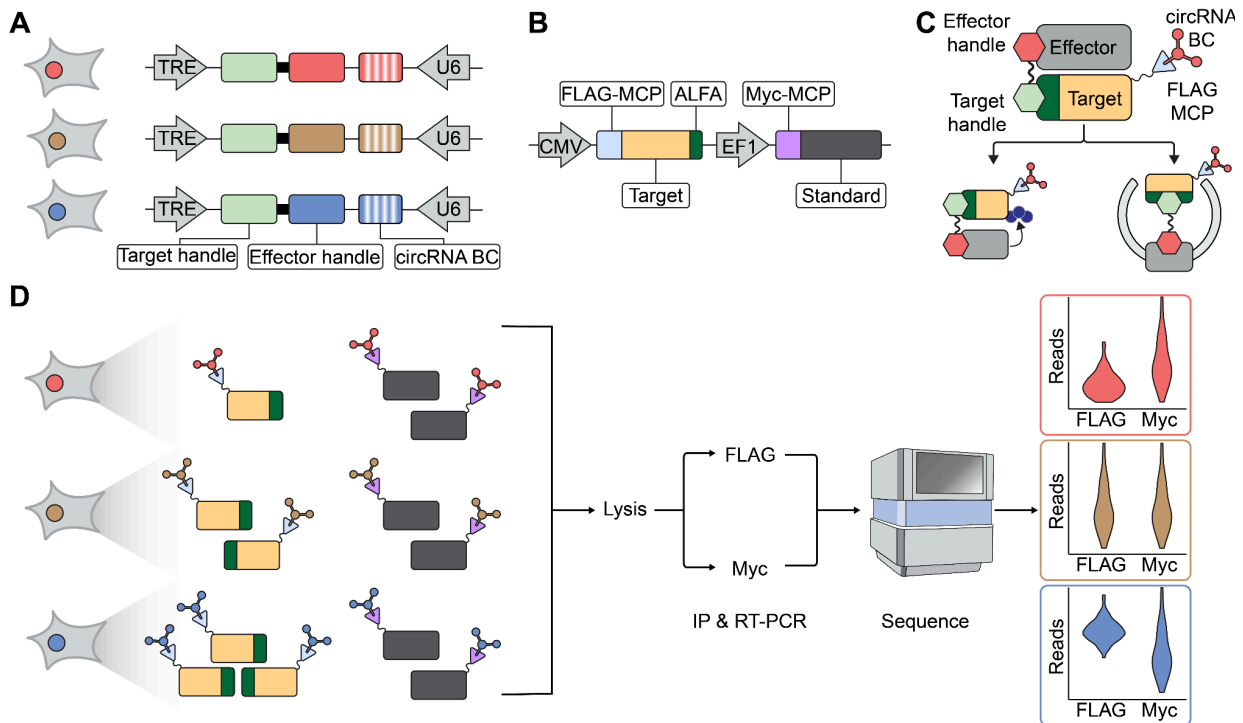 A
TRE
U6
TRE
U6
TRE
U6
Target handle
Effector handle
circRNA BC
B
FLAG-MCP
ALFA
Myc-MCP
CMV
EF1
Target
Standard
C
Effector
handle
Effector
circRNA
BC
Target
handle
Target
FLAG
MCP
D
Lysis
FLAG
Myc
IP & RT-PCR
Sequence
Reads
FLAG
Myc
Reads
FLAG
Myc
Reads
FLAG
Myc